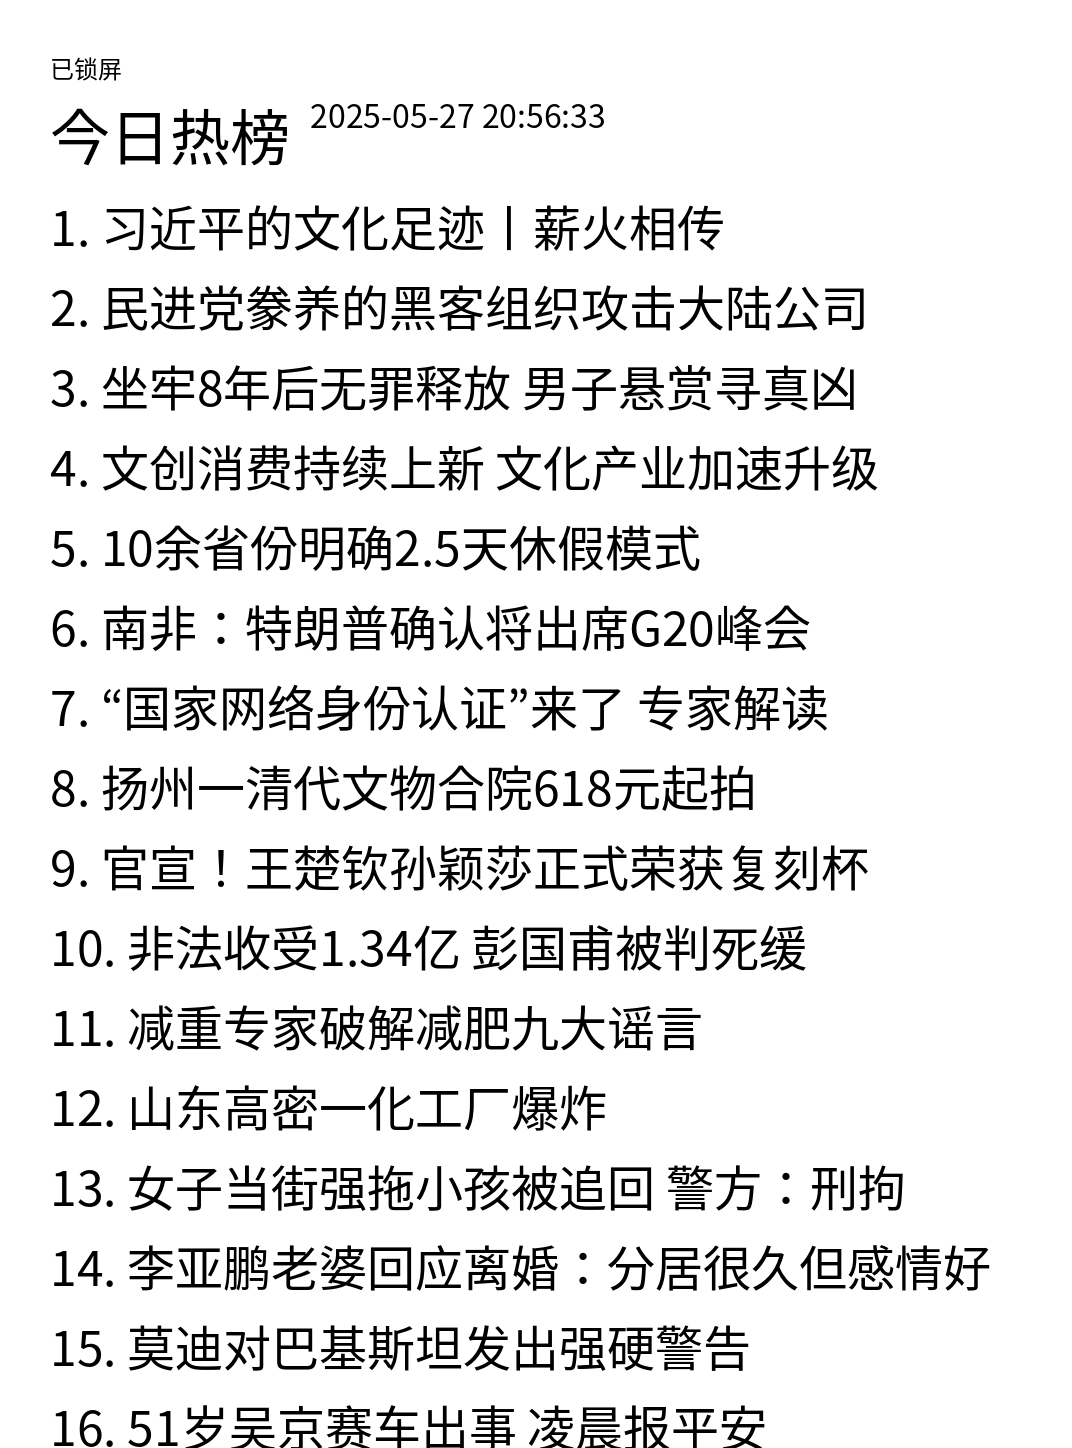 已锁屏
今日热榜 2025-05-27 20:56:33
1. 习近平的文化足迹丨薪火相传
2. 民进党豢养的黑客组织攻击大陆公司
3. 坐牢8年后无罪释放 男子悬赏寻真凶
4. 文创消费持续上新 文化产业加速升级
5. 10余省份明确2.5天休假模式
6. 南非：特朗普确认将出席G20峰会
7. “国家网络身份认证”来了 专家解读
8. 扬州一清代文物合院618元起拍
9. 官宣！王楚钦孙颖莎正式荣获复刻杯
10. 非法收受1.34亿 彭国甫被判死缓
11. 减重专家破解减肥九大谣言
12. 山东高密一化工厂爆炸
13. 女子当街强拖小孩被追回 警方：刑拘
14. 李亚鹏老婆回应离婚：分居很久但感情好
15. 莫迪对巴基斯坦发出强硬警告
16. 51岁吴京赛车出事 凌晨报平安